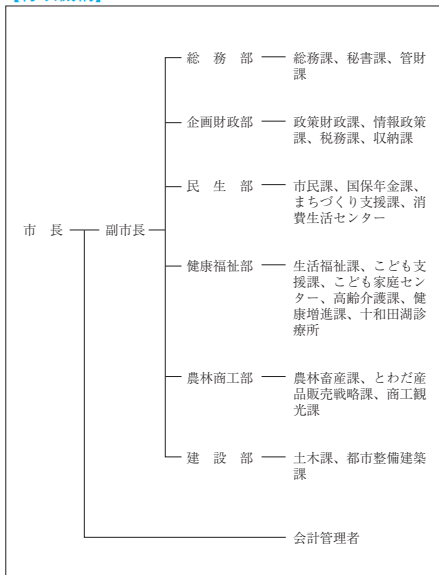 総務部 総務課、秘書課、管財
課
企画財政部 政策財政課、情報政策
課、税務課、収納課
民生部 市民課、国保年金課、
まちづくり支援課、消
費生活センター
市長 副市長
健康福祉部 生活福祉課、こども支
援課、こども家庭セン
ター、高齢介護課、健
康増進課、十和田湖診
療所
農林商工部 農林畜産課、とわだ産
品販売戦略課、商工観
光課
建設部 土木課、都市整備建築
課
会計管理者